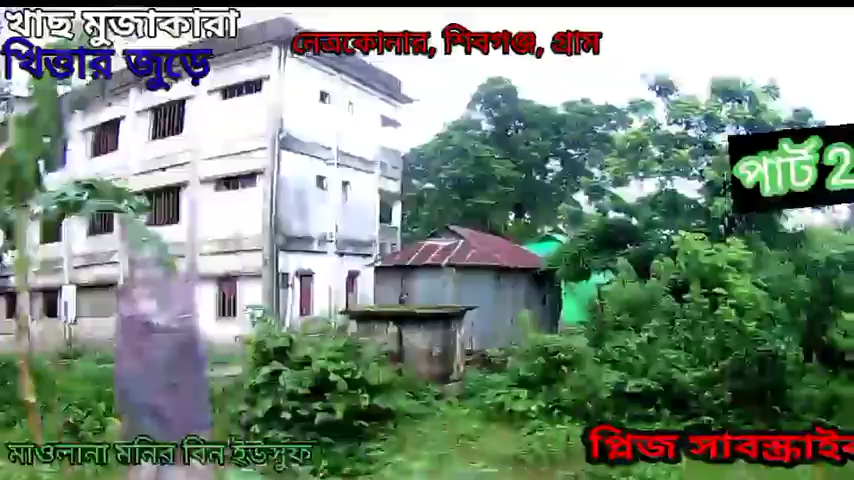 খাছ মুজাকারা
খিত্তার জুড়ে
নেত্রকোনার, শিবগঞ্জ, গ্রাম
পার্ট 2
মাওলানা মনির বিন ইউসুফ
প্লিজ সাবস্ক্রাইব